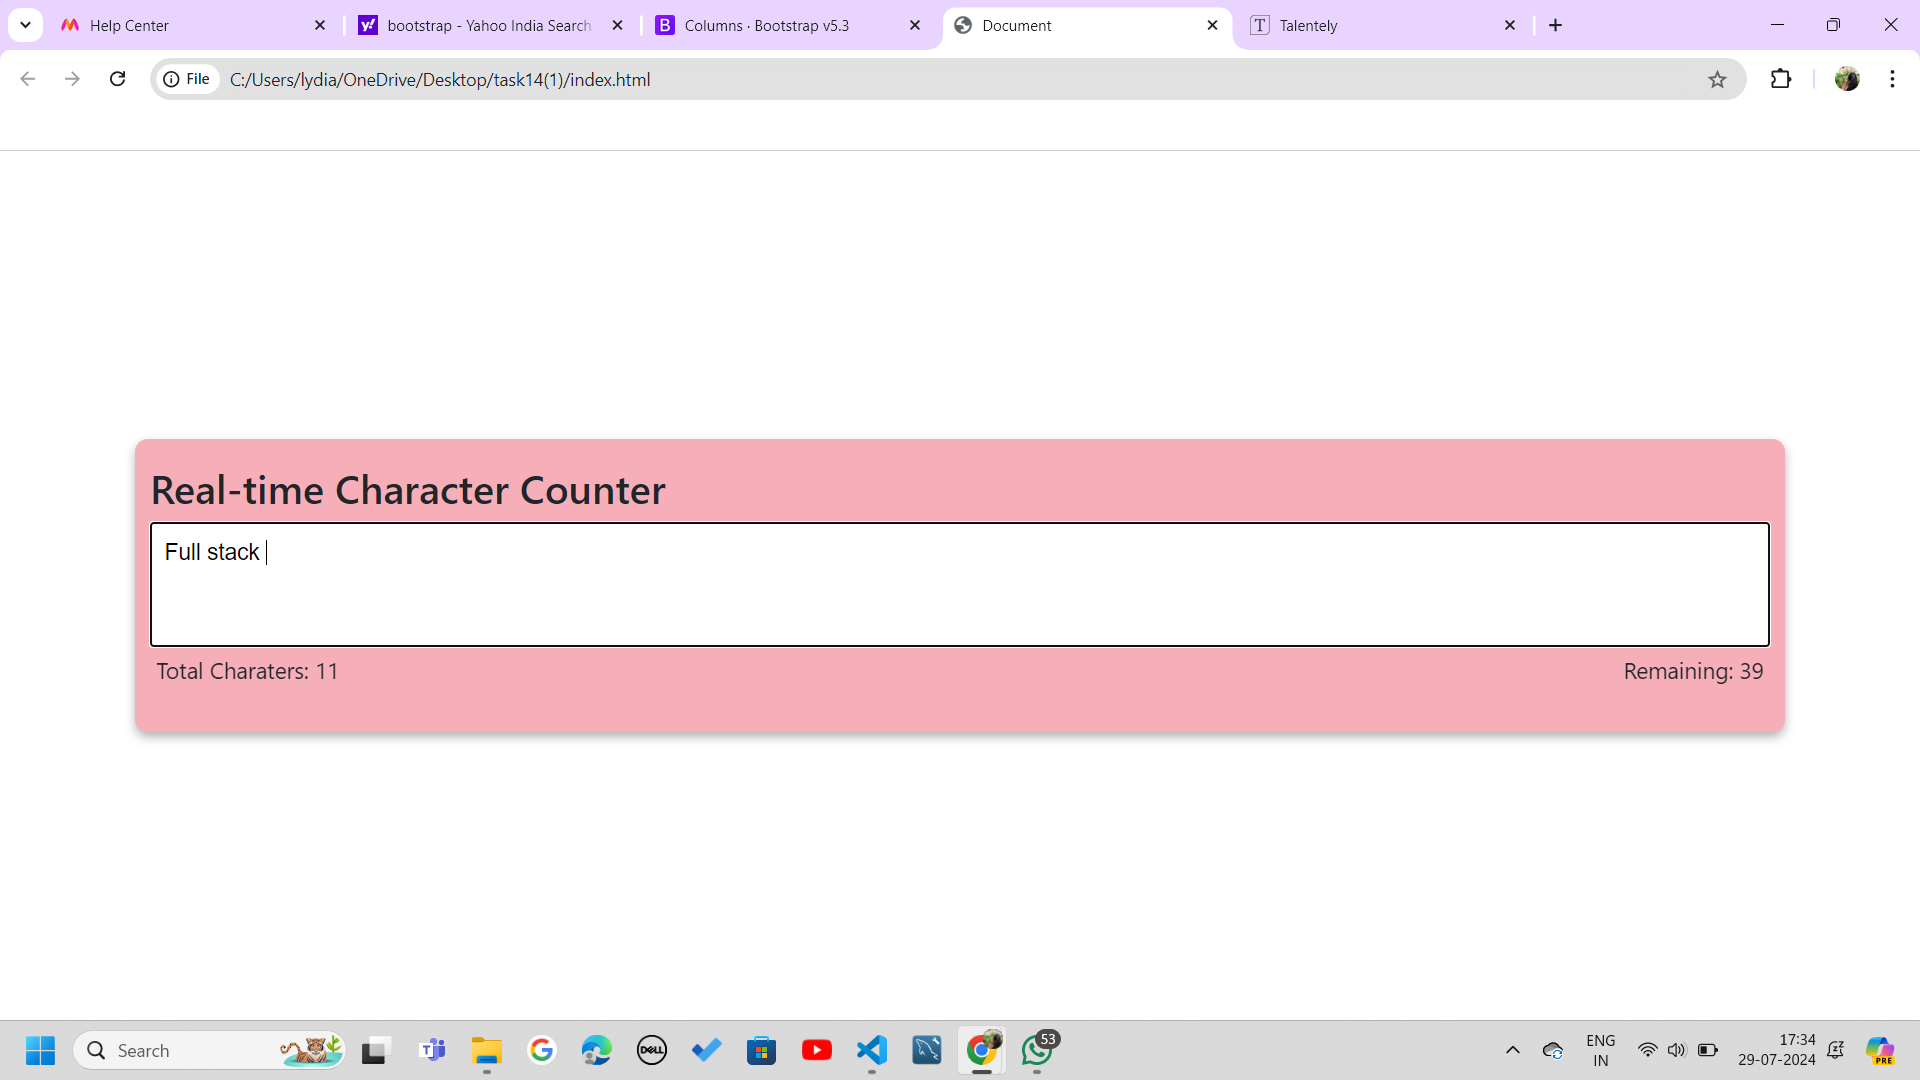 Help Center
bootstrap - Yahoo India Search
Columns · Bootstrap v5.3
Document
Talentely
File
C:/Users/lydia/OneDrive/Desktop/task14(1)/index.html
Real-time Character Counter
Full stack
Total Charaters: 11
Remaining: 39
Search
DELL
53
ENG
IN
17:34
29-07-2024
PRE